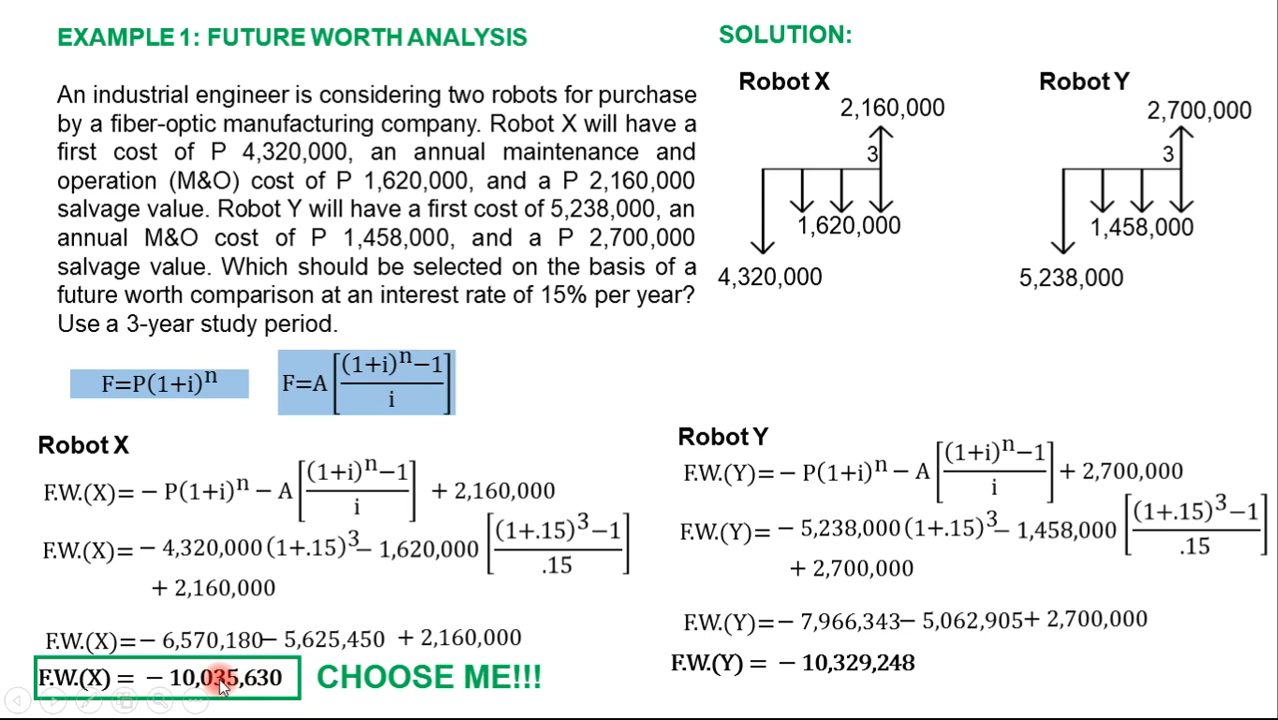 EXAMPLE 1: FUTURE WORTH ANALYSIS
An industrial engineer is considering two robots for purchase
by a fiber-optic manufacturing company. Robot X will have a
first cost of P 4,320,000, an annual maintenance and
operation (M&O) cost of P 1,620,000, and a P 2,160,000
salvage value. Robot Y will have a first cost of 5,238,000, an
annual M&O cost of P 1,458,000, and a P 2,700,000
salvage value. Which should be selected on the basis of a
future worth comparison at an interest rate of 15% per year?
Use a 3-year study period.
F=P(1+i)^n
F=A[((1+i)^n−1)/i]
SOLUTION:
Robot X
2,160,000
3
1,620,000
4,320,000
Robot Y
2,700,000
3
1,458,000
5,238,000
Robot X
F.W.(X)= − P(1+i)^n − A[((1+i)^n−1)/i] + 2,160,000
F.W.(X)= − 4,320,000(1+.15)^3− 1,620,000[((1+.15)^3−1)/.15]
+ 2,160,000
F.W.(X)=− 6,570,180− 5,625,450 + 2,160,000
F.W.(X) = − 10,035,630
CHOOSE ME!!!
Robot Y
F.W.(Y)= − P(1+i)^n − A[((1+i)^n−1)/i] + 2,700,000
F.W.(Y)= − 5,238,000(1+.15)^3− 1,458,000[((1+.15)^3−1)/.15]
+ 2,700,000
F.W.(Y)=− 7,966,343− 5,062,905+ 2,700,000
F.W.(Y) = − 10,329,248